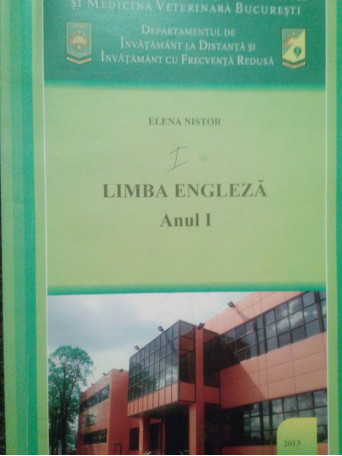 ȘI MEDICINĂ VETERINARĂ BUCUREȘTI
DEPARTAMENTUL DE
ÎNVĂȚĂMÂNT LA DISTANȚĂ ȘI
ÎNVĂȚĂMÂNT CU FRECVENȚĂ REDUSĂ
ELENA NISTOR
I
LIMBA ENGLEZĂ
Anul I
2013